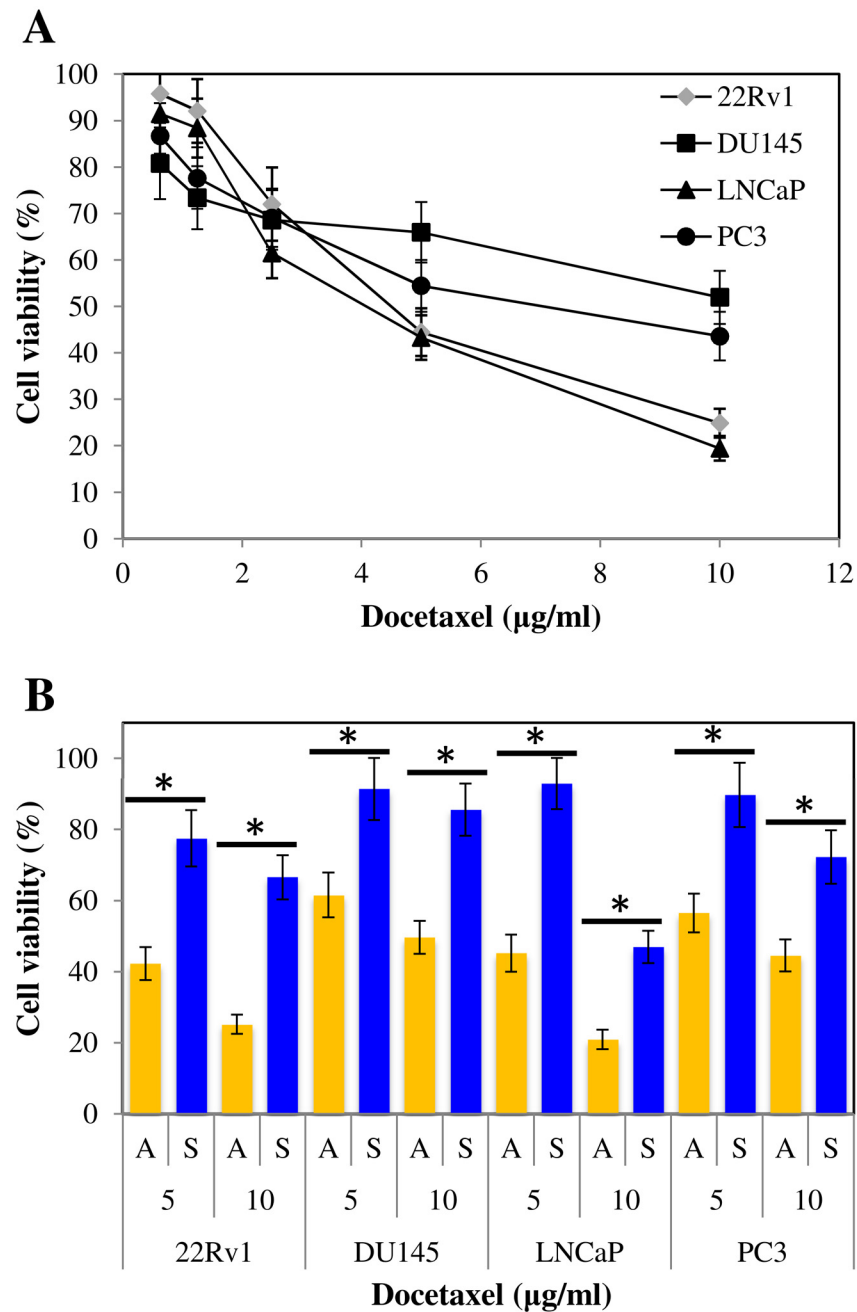 A
100
90
80
70
60
50
40
30
20
10
0
Cell viability (%)
22Rv1
DU145
LNCaP
PC3
0 2 4 6 8 10 12
Docetaxel (µg/ml)
B
100
80
60
40
20
0
Cell viability (%)
* * * * * * * *
A S A S A S A S A S A S A S A S
5 10 5 10 5 10 5 10
22Rv1 DU145 LNCaP PC3
Docetaxel (µg/ml)